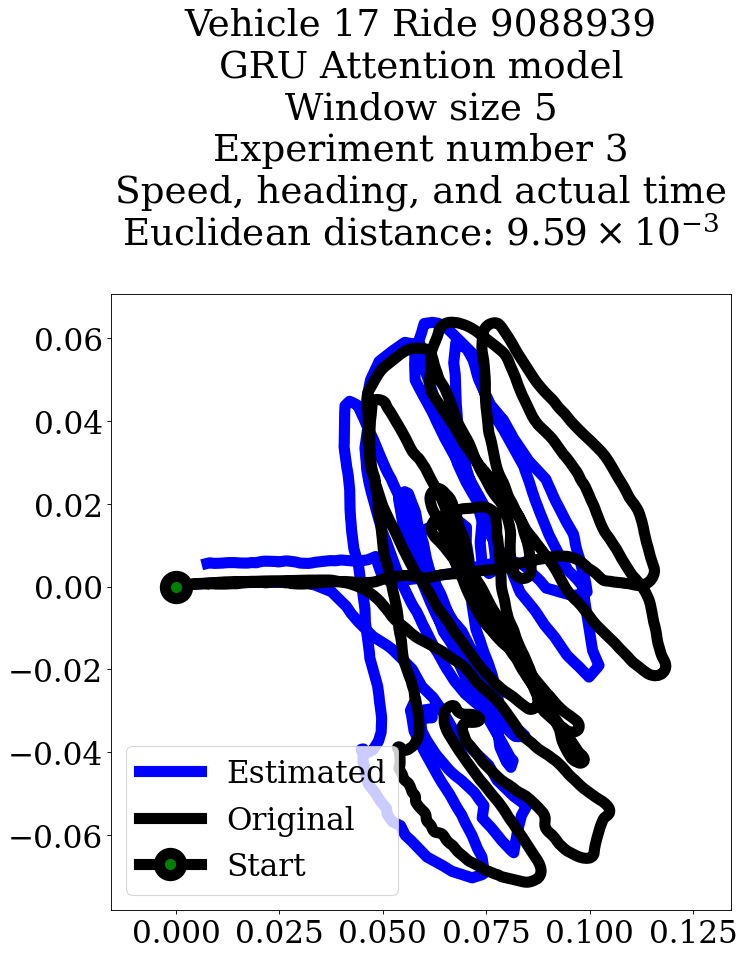 Vehicle 17 Ride 9088939
GRU Attention model
Window size 5
Experiment number 3
Speed, heading, and actual time
Euclidean distance: 9.59 × 10⁻³
0.06
0.04
0.02
0.00
−0.02
−0.04
−0.06
Estimated
Original
Start
0.000 0.025 0.050 0.075 0.100 0.125